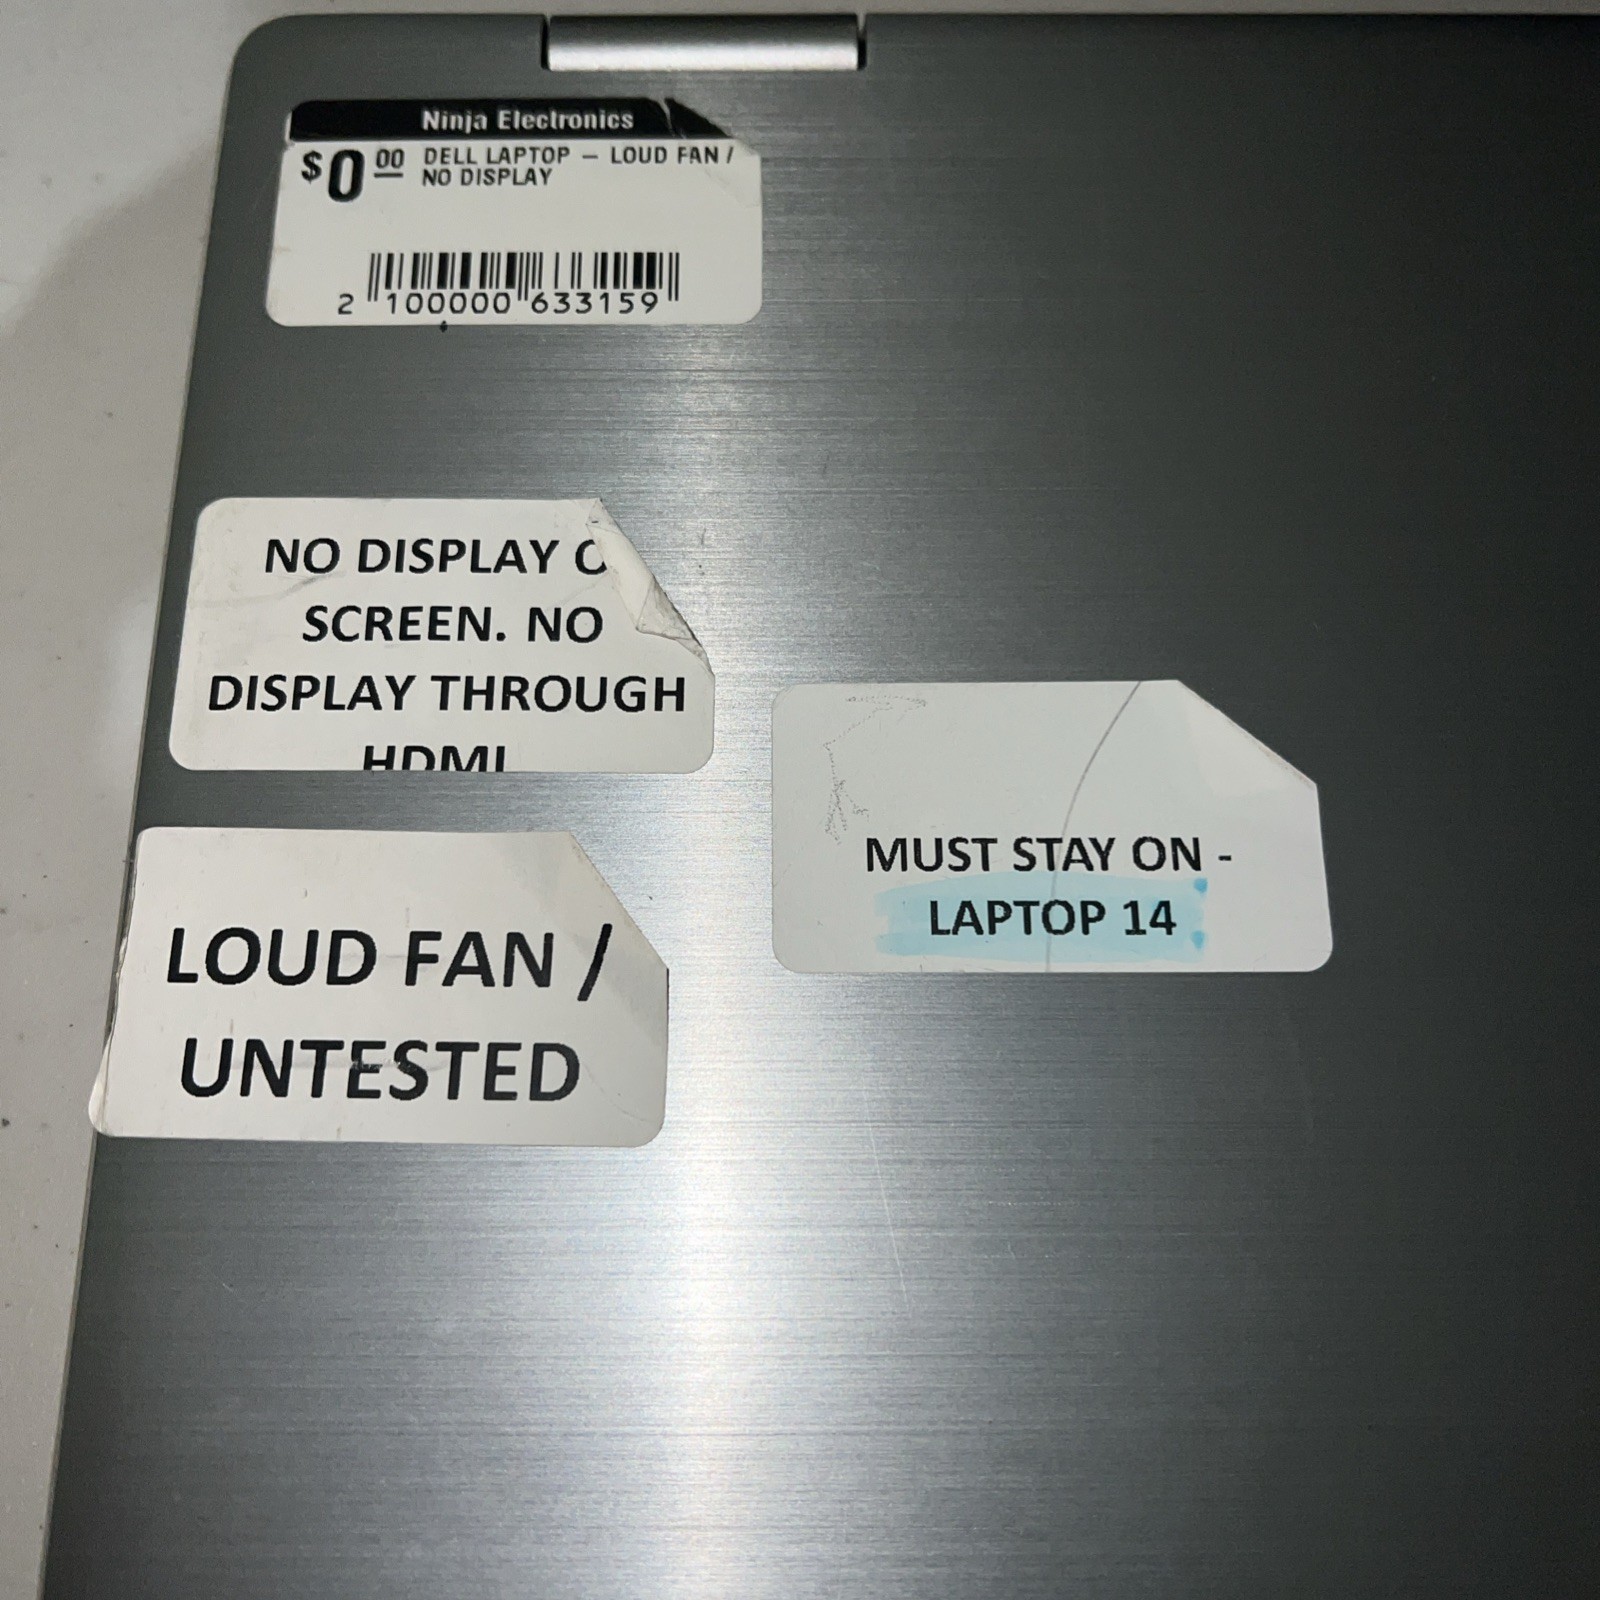 Ninja Electronics
$0 00 DELL LAPTOP – LOUD FAN /
NO DISPLAY
2 100000 633159
NO DISPLAY
SCREEN. NO
DISPLAY THROUGH
HDMI
LOUD FAN /
UNTESTED
MUST STAY ON -
LAPTOP 14